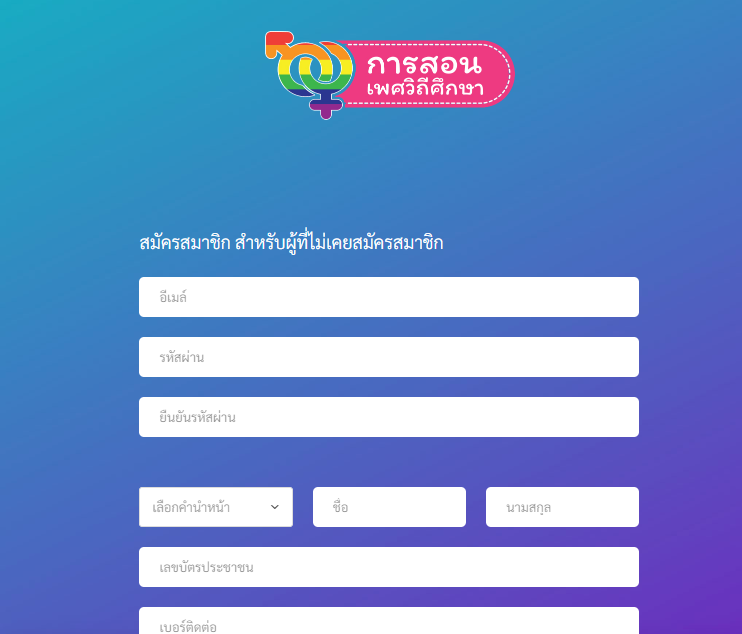 การสอน
เพศวิถีศึกษา
สมัครสมาชิก สำหรับผู้ที่ไม่เคยสมัครสมาชิก
อีเมล์
รหัสผ่าน
ยืนยันรหัสผ่าน
เลือกคำนำหน้า ชื่อ นามสกุล
เลขบัตรประชาชน
เบอร์ติดต่อ